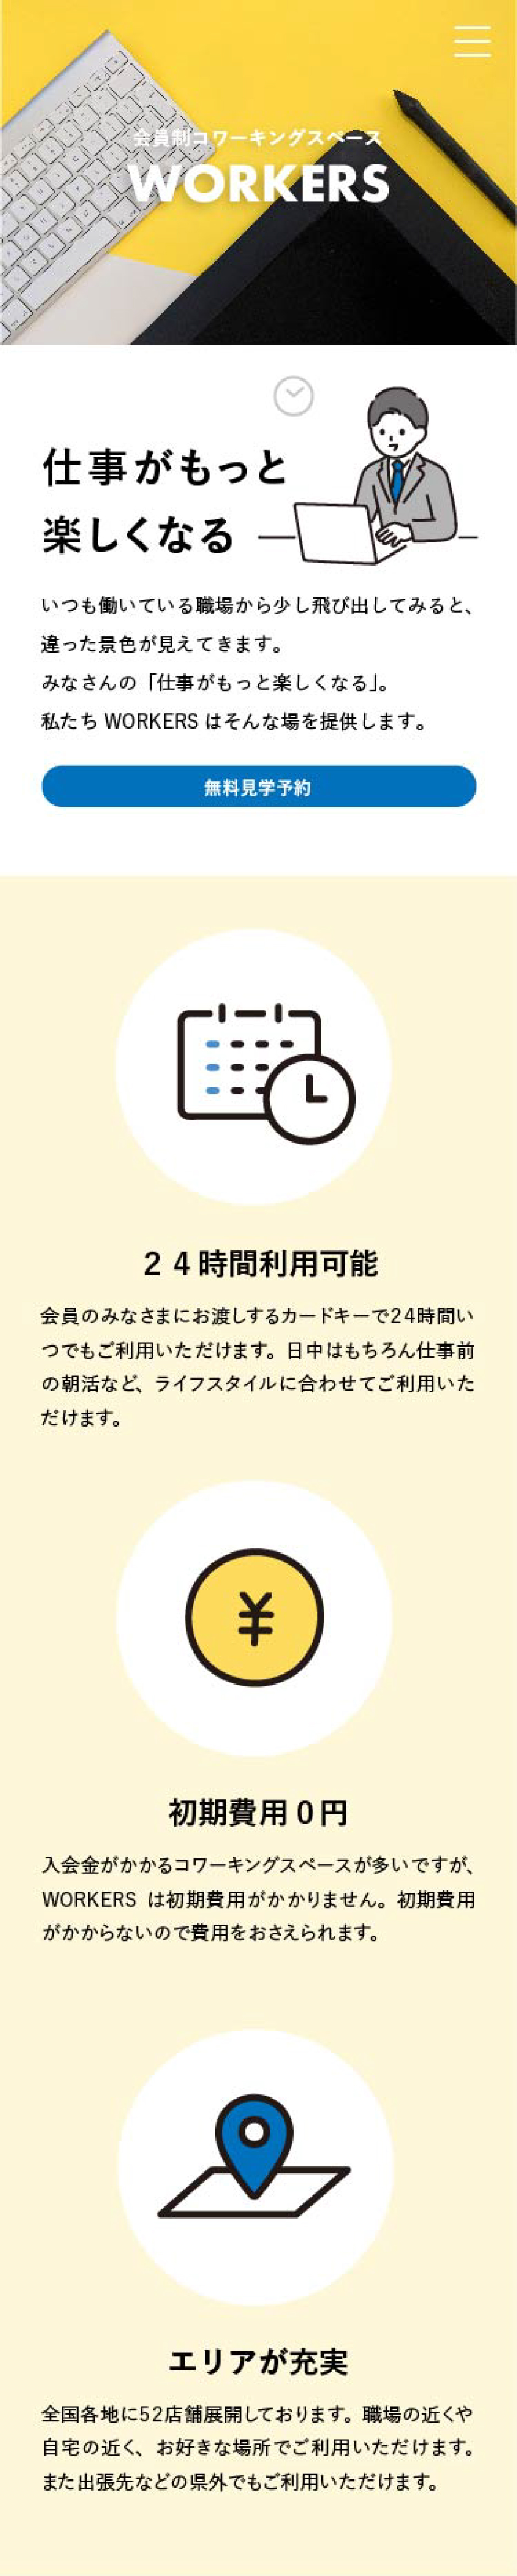 会員制コワーキングスペース
WORKERS
仕事がもっと
楽しくなる
いつも働いている職場から少し飛び出してみると、
違った景色が見えてきます。
みなさんの「仕事がもっと楽しくなる」。
私たち WORKERS はそんな場を提供します。
無料見学予約
２４時間利用可能
会員のみなさまにお渡しするカードキーで24時間い
つでもご利用いただけます。日中はもちろん仕事前
の朝活など、ライフスタイルに合わせてご利用いた
だけます。
¥
初期費用０円
入会金がかかるコワーキングスペースが多いですが、
WORKERS は初期費用がかかりません。初期費用
がかからないので費用をおさえられます。
エリアが充実
全国各地に52店舗展開しております。職場の近くや
自宅の近く、お好きな場所でご利用いただけます。
また出張先などの県外でもご利用いただけます。